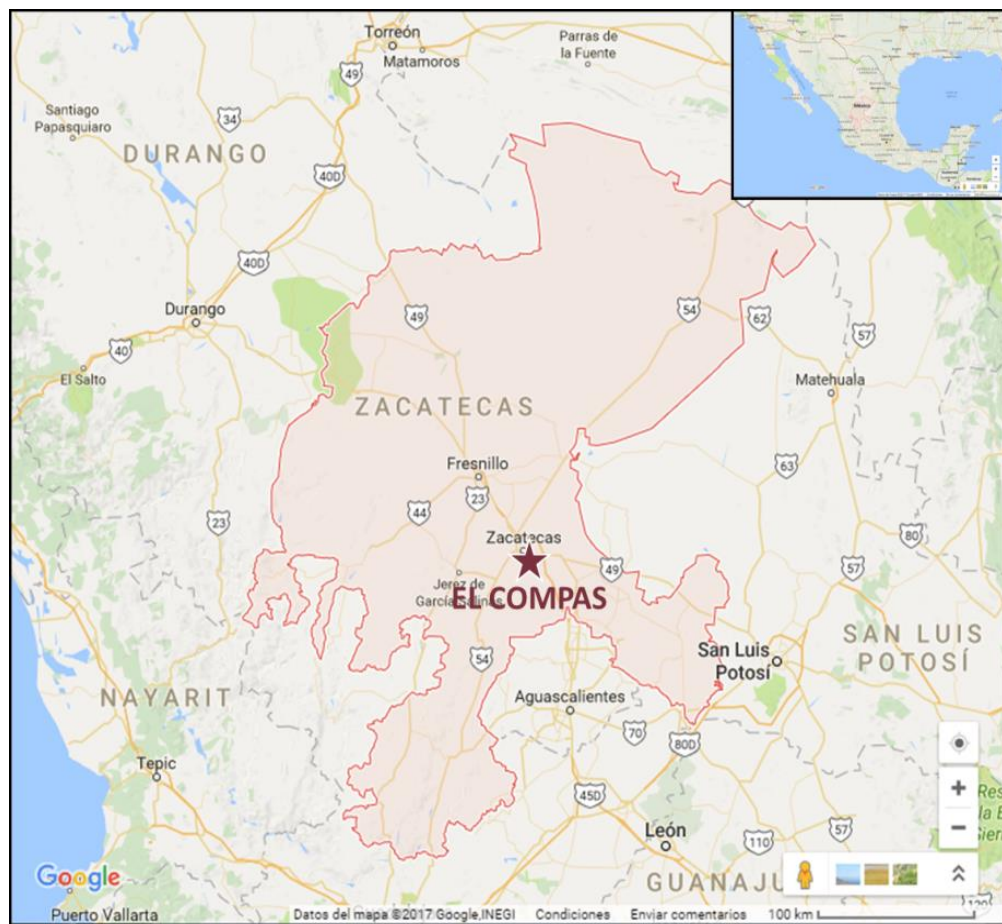 Torreón
Matamoros
Parras de
la Fuente
49
Santiago
Papasquiaro
34
DURANGO
40D
México
40D
Durango
49
54
62
57
40
El Salto
Matehuala
ZACATECAS
Fresnillo
63
23
44
23
80
Zacatecas
49
57
Jerez de
García Salinas
EL COMPAS
SAN LUIS
POTOSÍ
54
San Luis
Potosí
NAYARIT
Aguascalientes
70
80D
Tepic
45D
León
110
57
GUANAJU
Google
Puerto Vallarta
Datos del mapa ©2017 Google, INEGI Condiciones Enviar comentarios 100 km